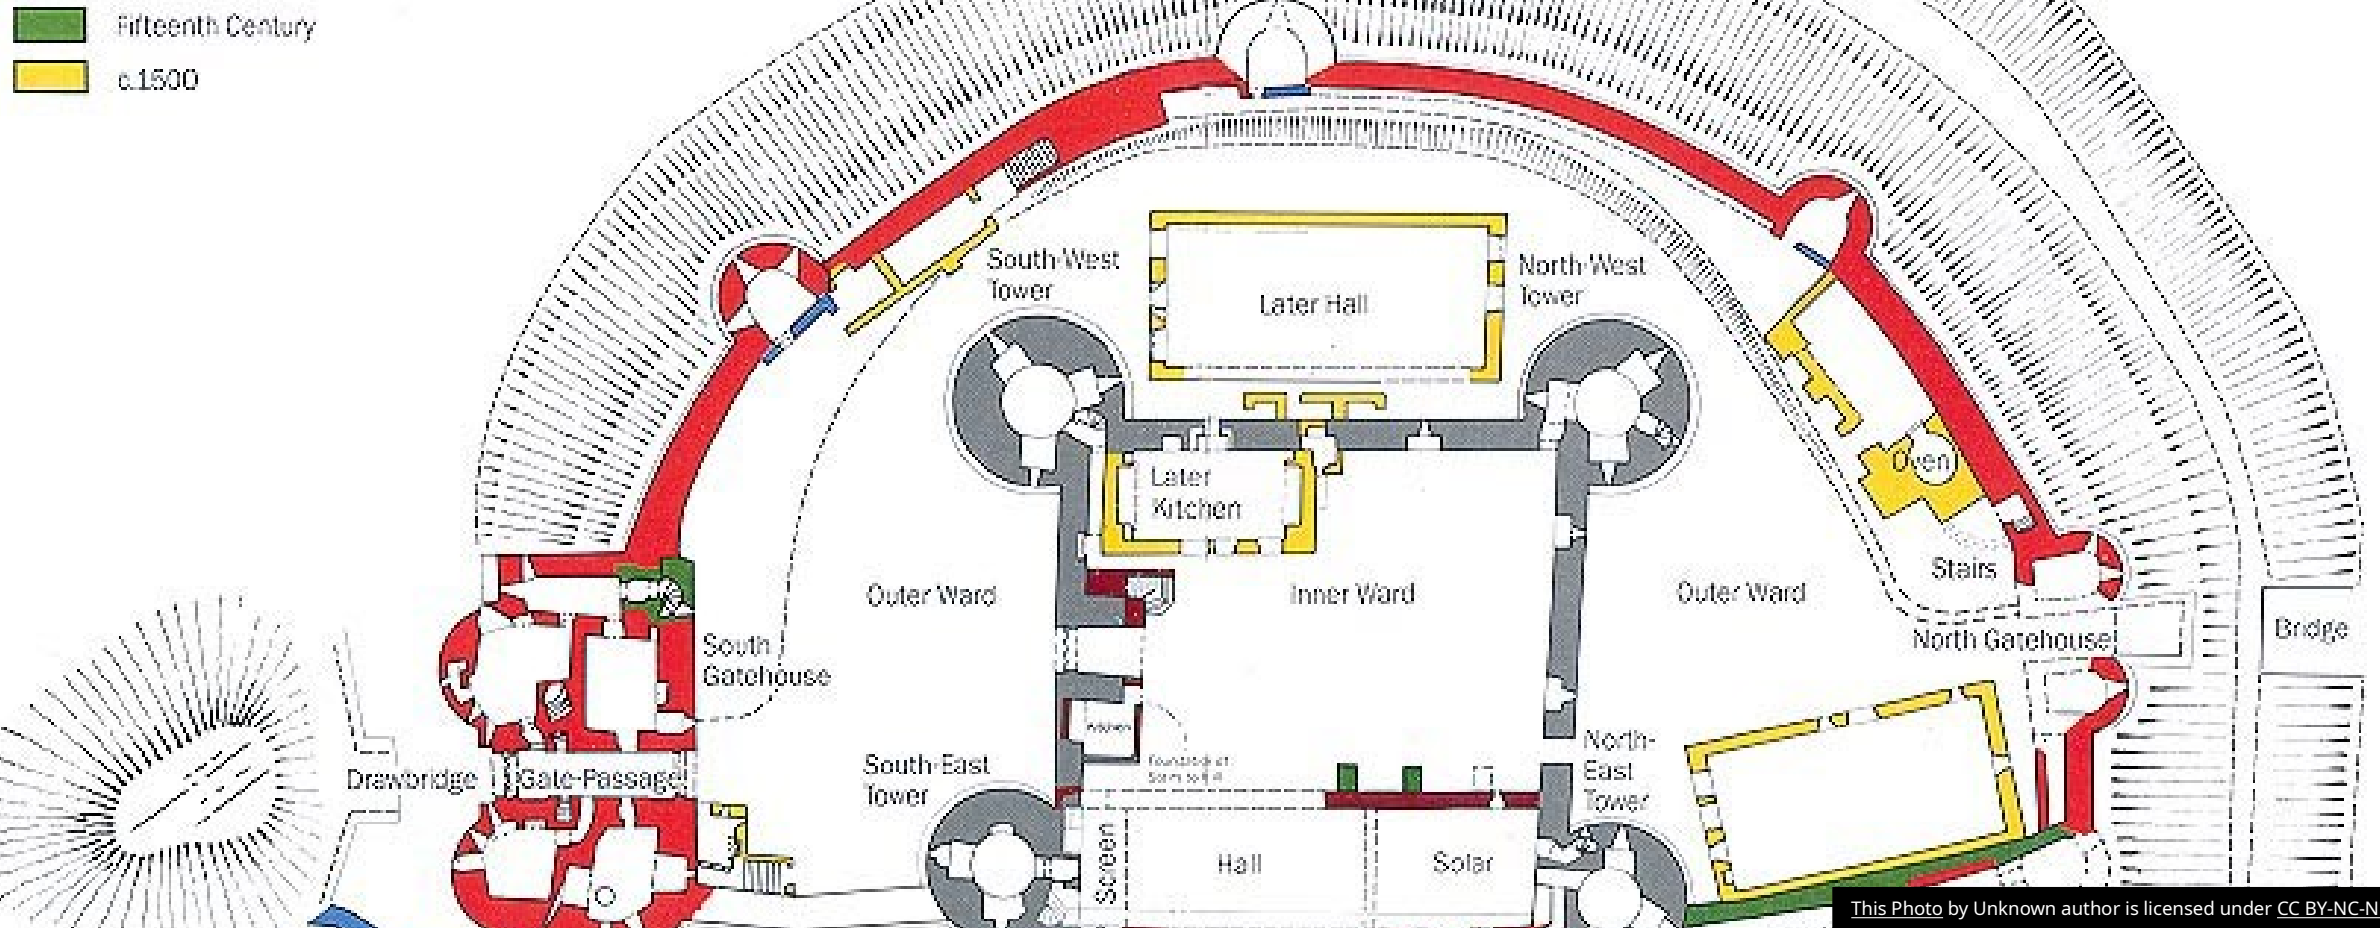 Fifteenth Century
c.1500
South-West
Tower
North-West
Tower
Later Hall
Later
Kitchen
Oven
Outer Ward
Inner Ward
Outer Ward
Stairs
North Gatehouse
Bridge
South
Gatehouse
Kitchen
North-
East
Tower
South-East
Tower
Drawbridge
Gate-Passage
Screen
Hall
Solar
This Photo by Unknown author is licensed under CC BY-NC-N